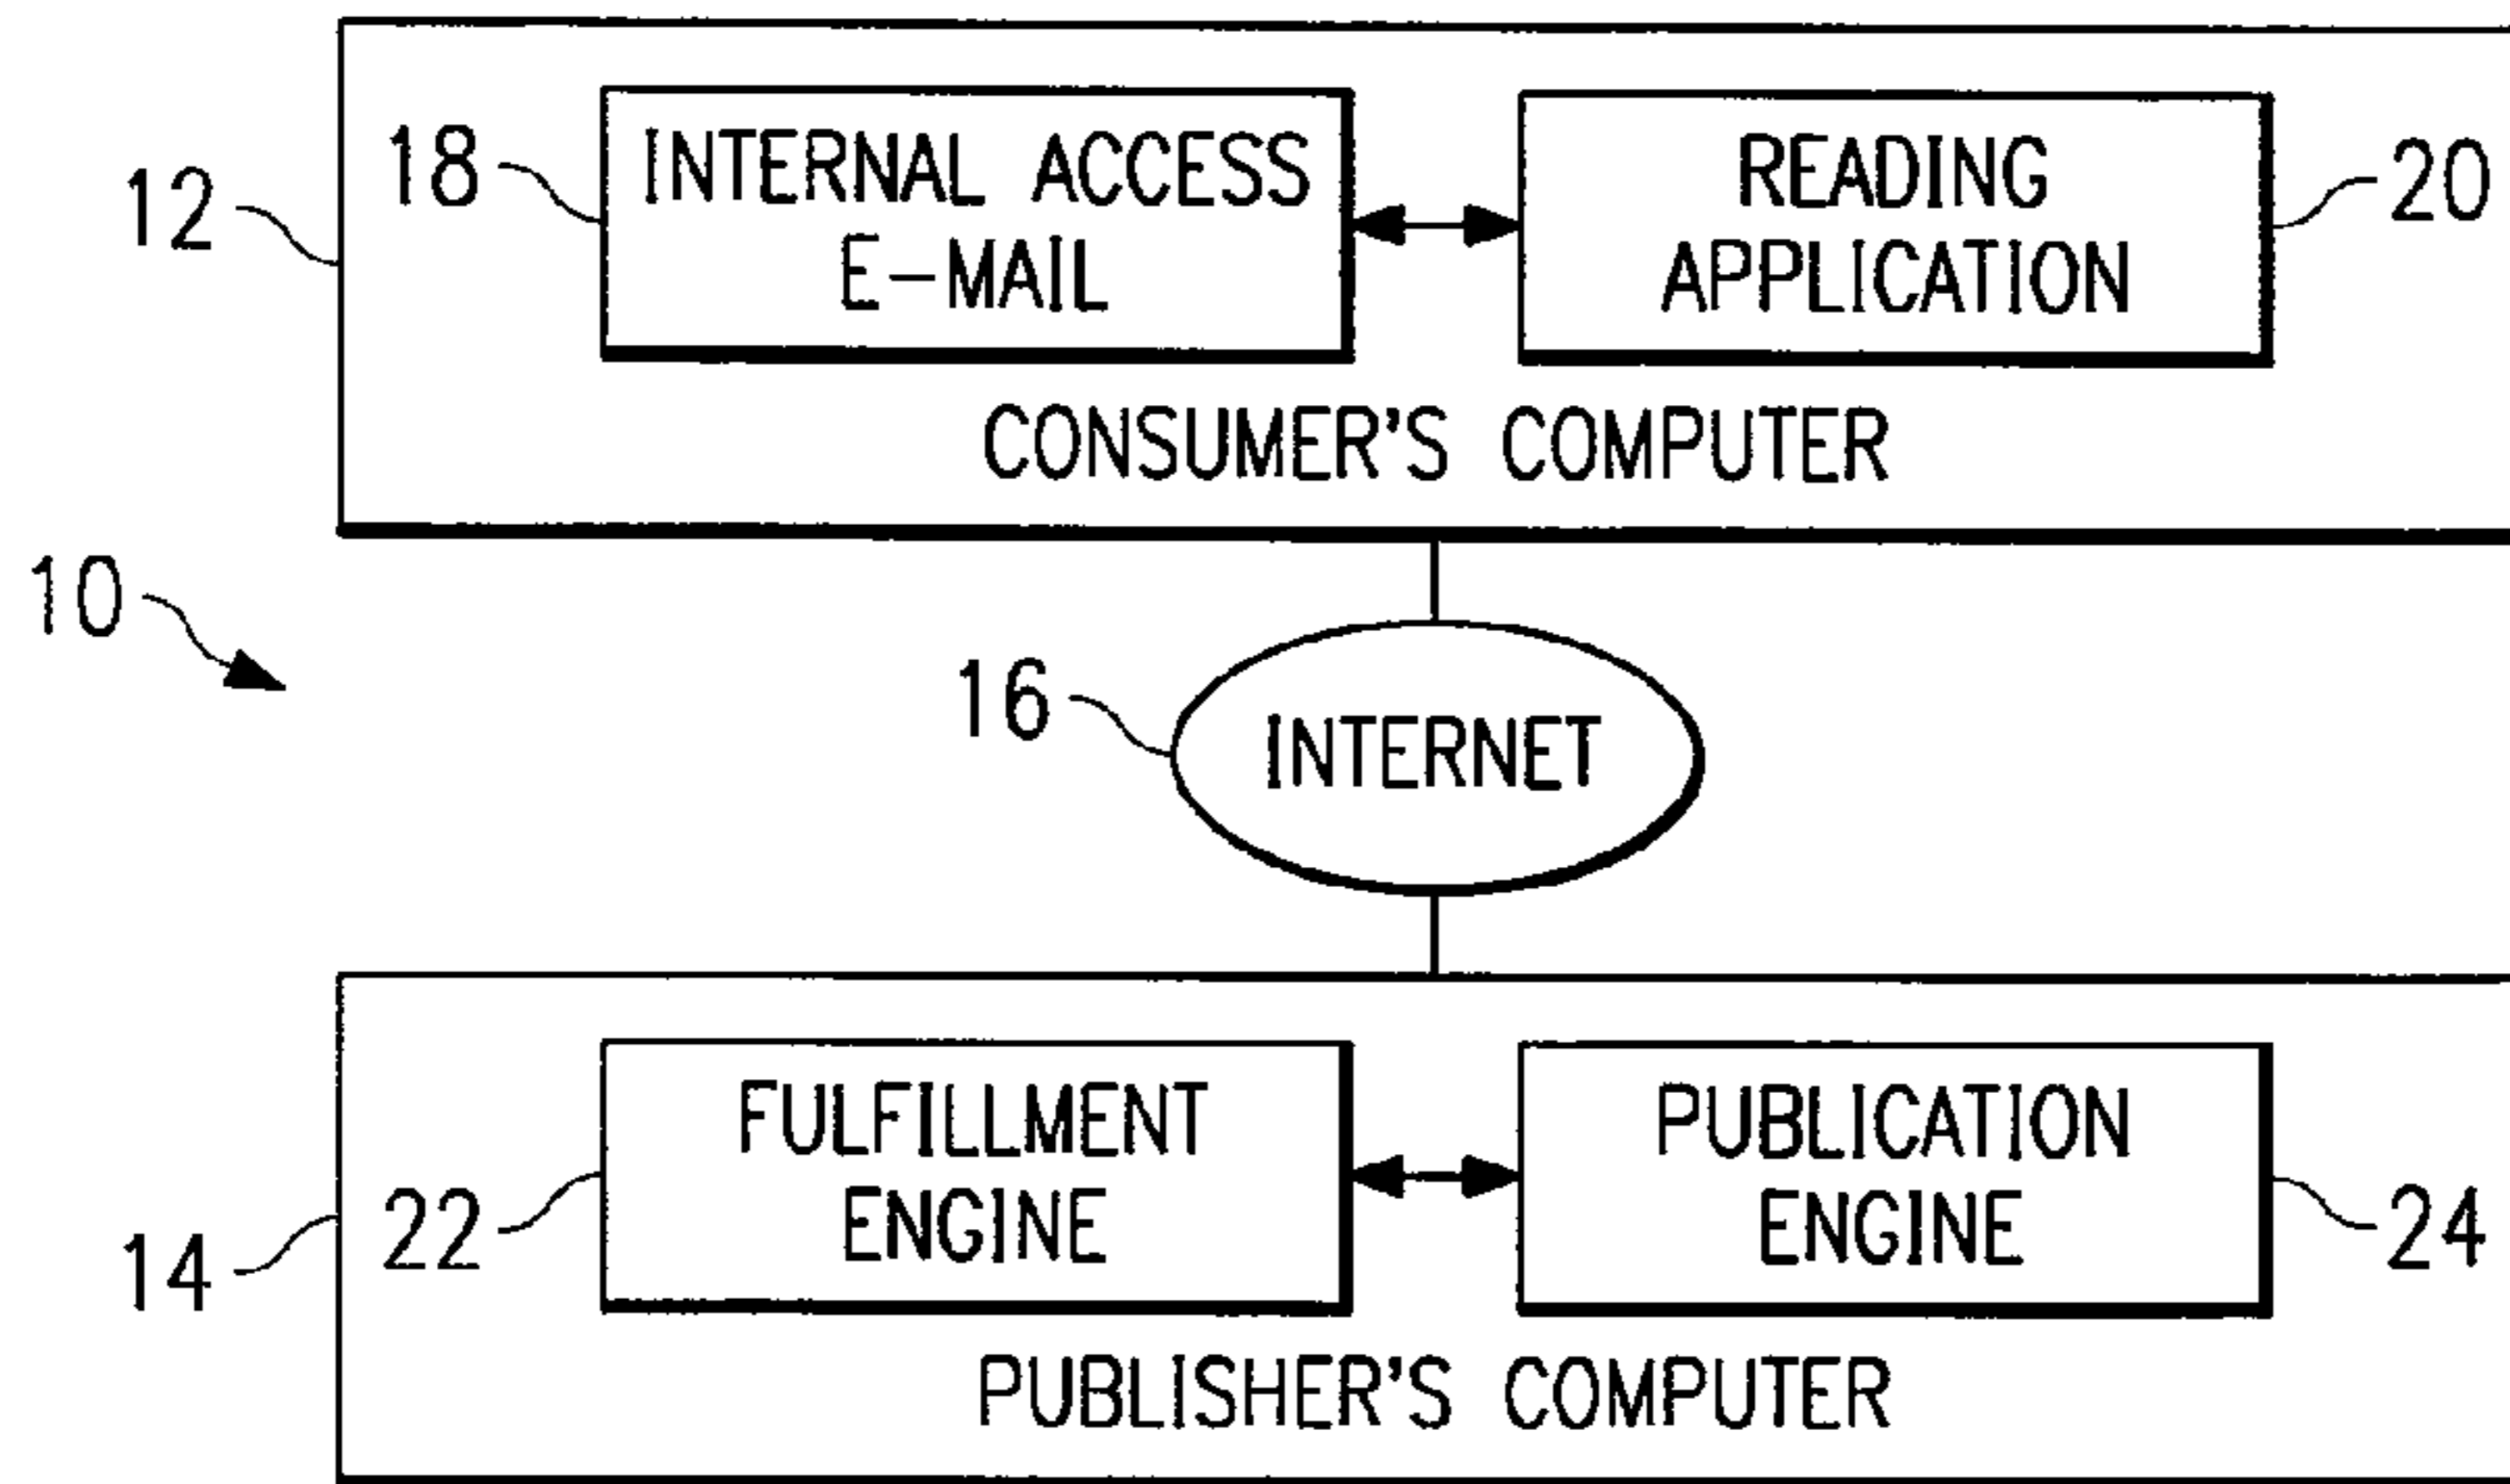 12
18
INTERNAL ACCESS
E-MAIL
READING
APPLICATION
20
CONSUMER'S COMPUTER
10
16
INTERNET
FULFILLMENT
ENGINE
PUBLICATION
ENGINE
22
24
14
PUBLISHER'S COMPUTER